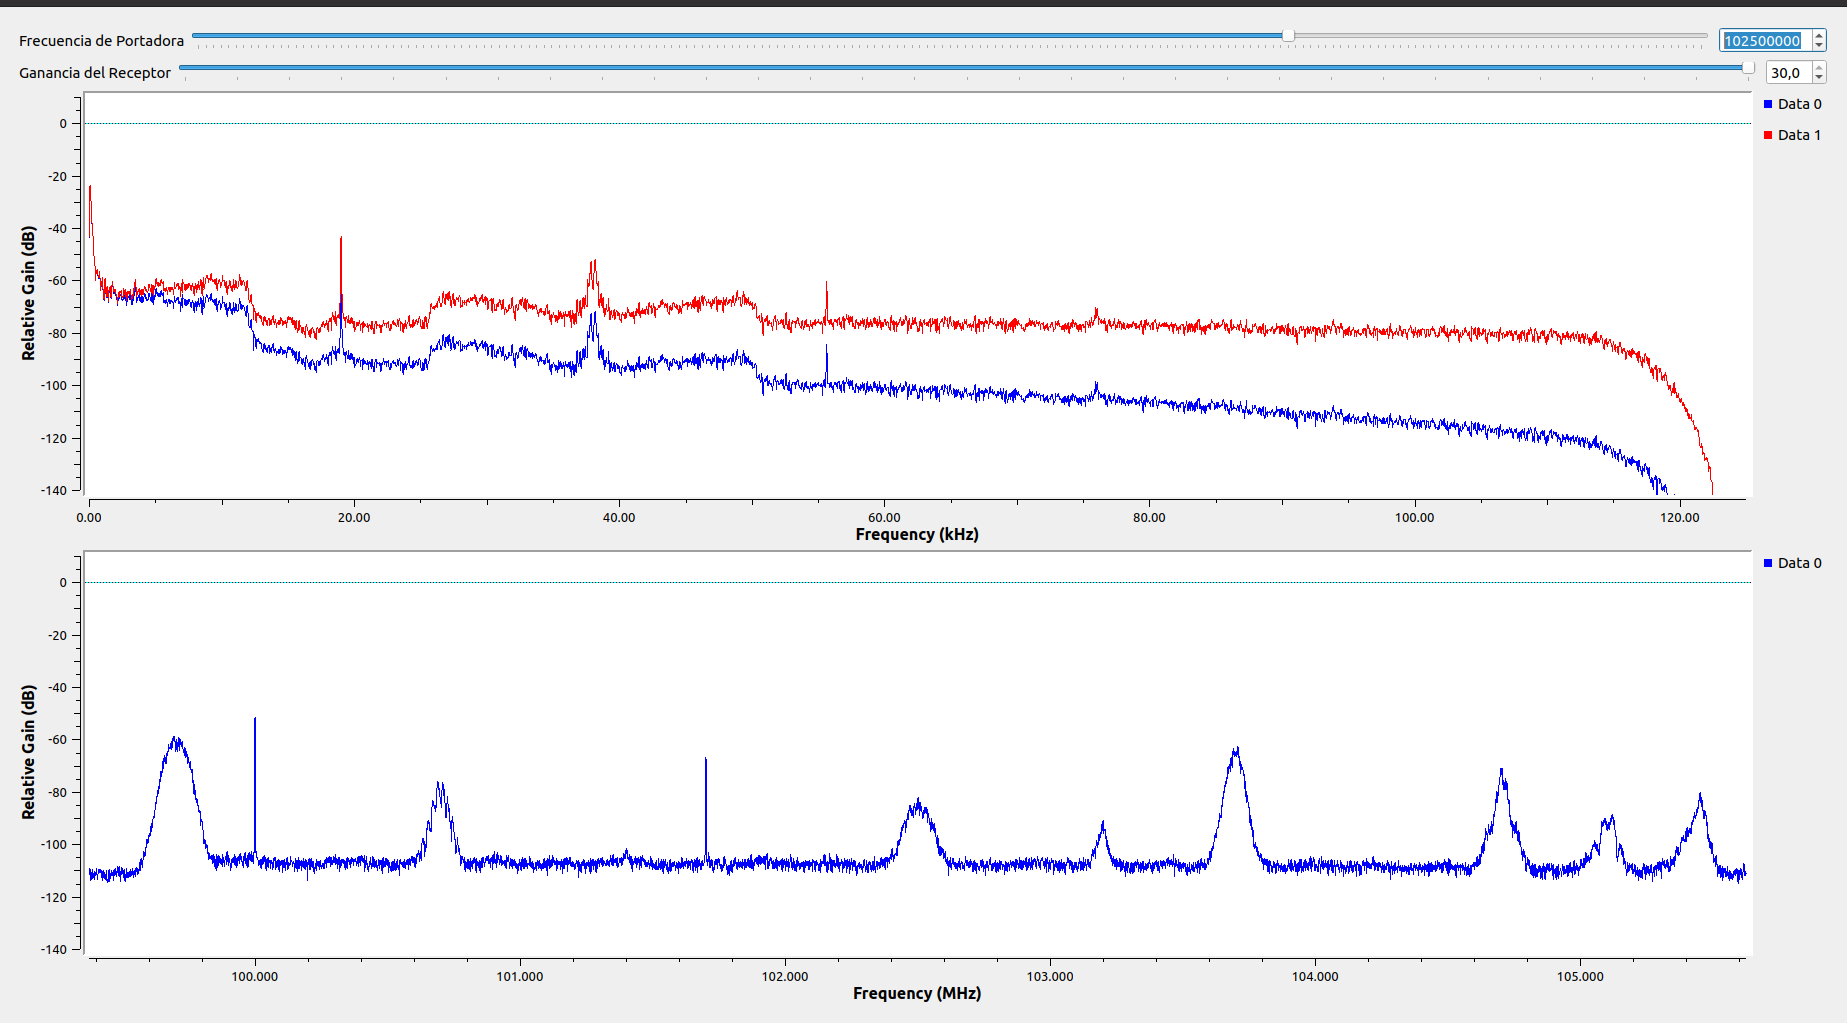 Frecuencia de Portadora 102500000
Ganancia del Receptor 30,0
Data 0
Data 1
Relative Gain (dB)
0
-20
-40
-60
-80
-100
-120
-140
0.00 20.00 40.00 60.00 80.00 100.00 120.00
Frequency (kHz)
Data 0
Relative Gain (dB)
0
-20
-40
-60
-80
-100
-120
-140
100.000 101.000 102.000 103.000 104.000 105.000
Frequency (MHz)